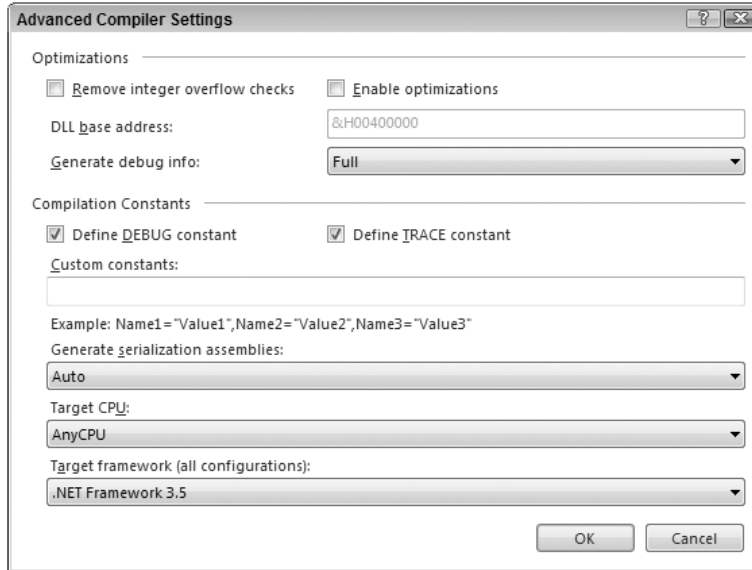 Advanced Compiler Settings
Optimizations
Remove integer overflow checks
Enable optimizations
DLL base address:
&H00400000
Generate debug info:
Full
Compilation Constants
Define DEBUG constant
Define TRACE constant
Custom constants:
Example: Name1="Value1",Name2="Value2",Name3="Value3"
Generate serialization assemblies:
Auto
Target CPU:
AnyCPU
Target framework (all configurations):
.NET Framework 3.5
OK
Cancel